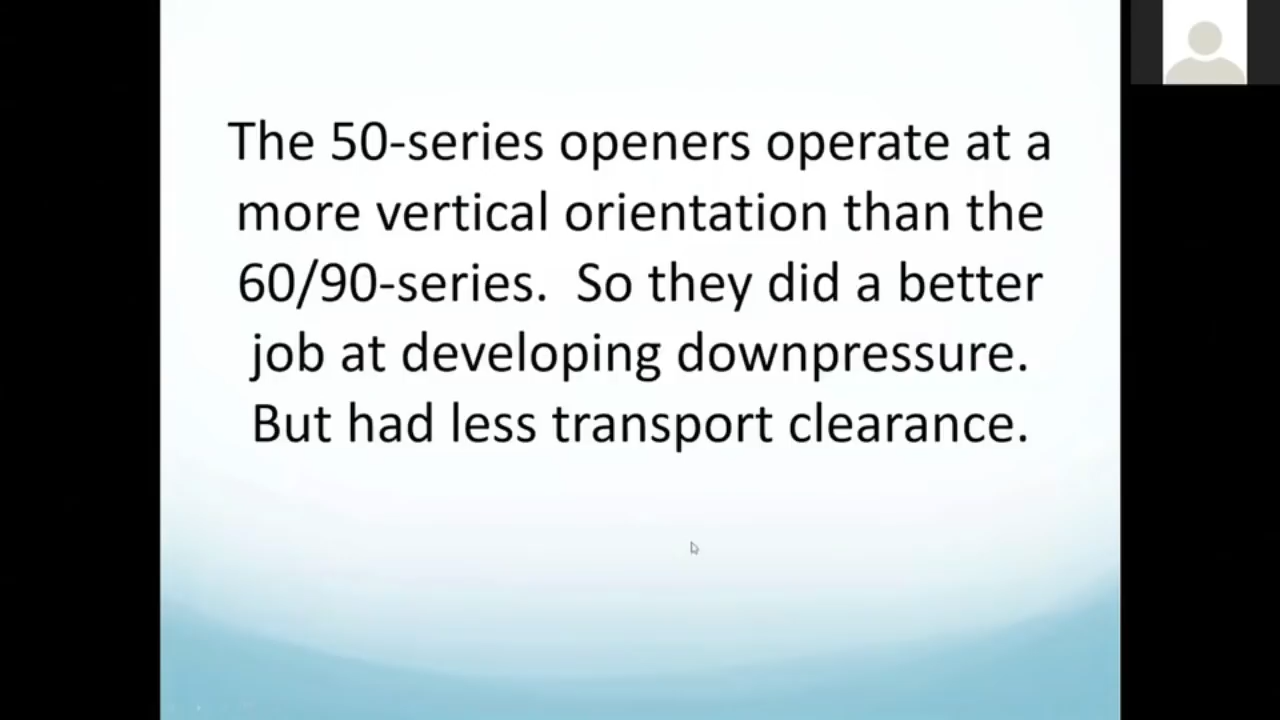 The 50-series openers operate at a
more vertical orientation than the
60/90-series.  So they did a better
job at developing downpressure.
But had less transport clearance.